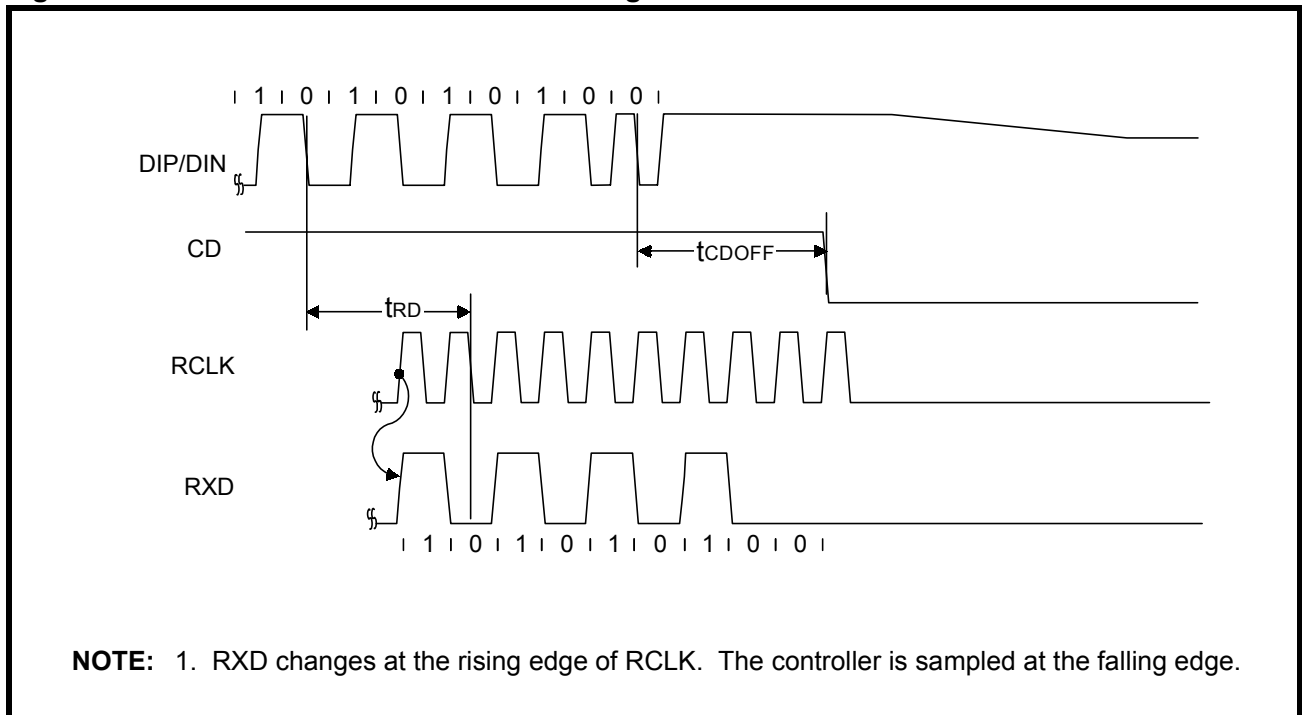 1 0 1 0 1 0 1 0 0
DIP/DIN
CD
tCDOFF
tRD
RCLK
RXD
1 0 1 0 1 0 1 0 0
NOTE: 1. RXD changes at the rising edge of RCLK. The controller is sampled at the falling edge.